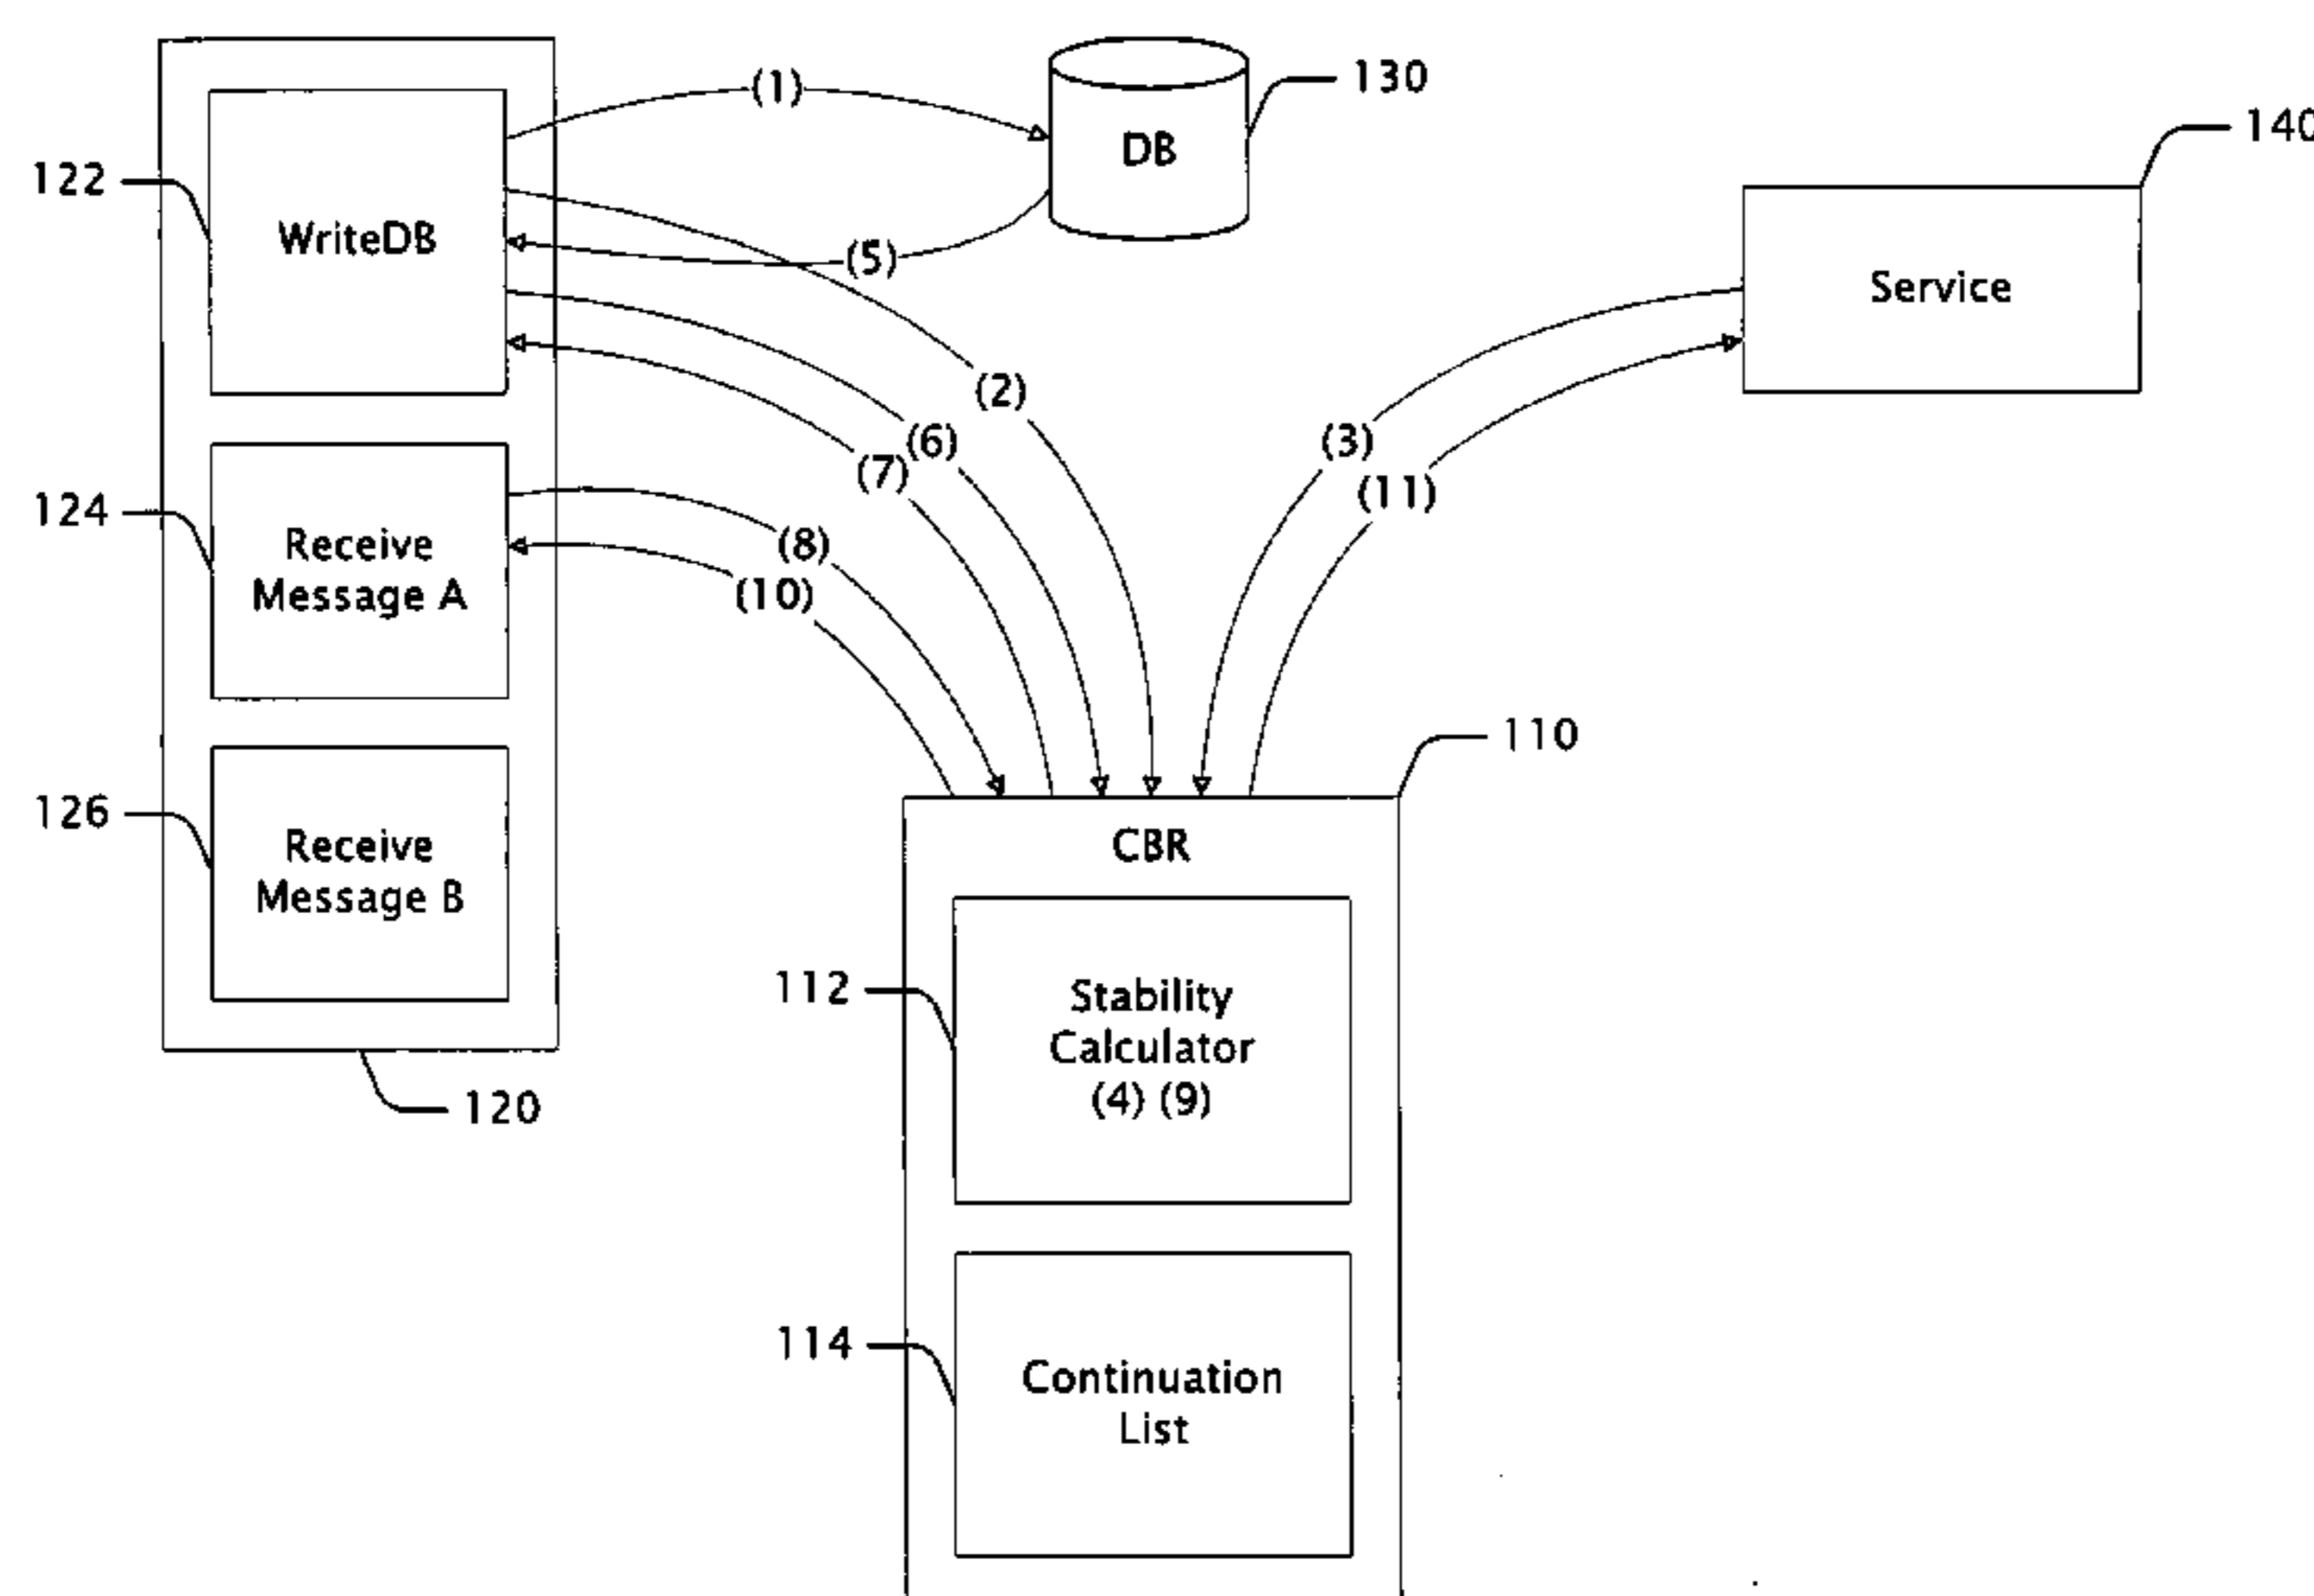 (1)
130
DB
140
122
WriteDB
(5)
Service
(2)
(3)
(6)
(7)
(11)
124
Receive
Message A
(8)
(10)
110
126
Receive
Message B
CBR
112
Stability
Calculator
(4) (9)
120
114
Continuation
List